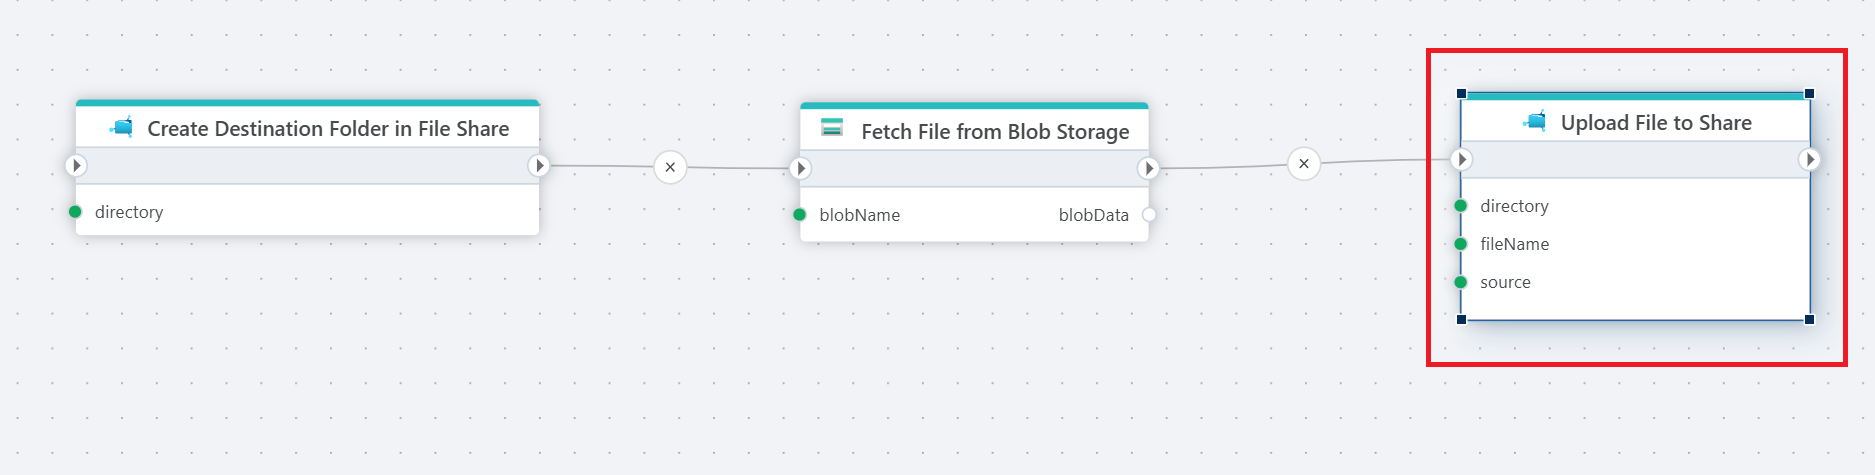 Create Destination Folder in File Share
directory
Fetch File from Blob Storage
blobName
blobData
Upload File to Share
directory
fileName
source